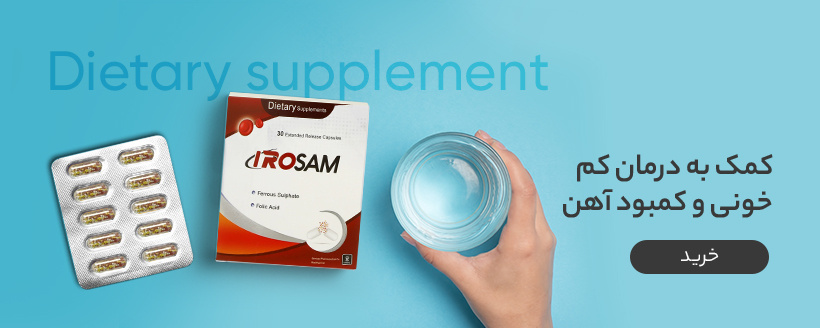 Dietary supplement
Dietary Supplements
30 Extended Release Capsules
IROSAM
Ferrous Sulphate
Folic Acid
کمک به درمان کم
خونی و کمبود آهن
خرید